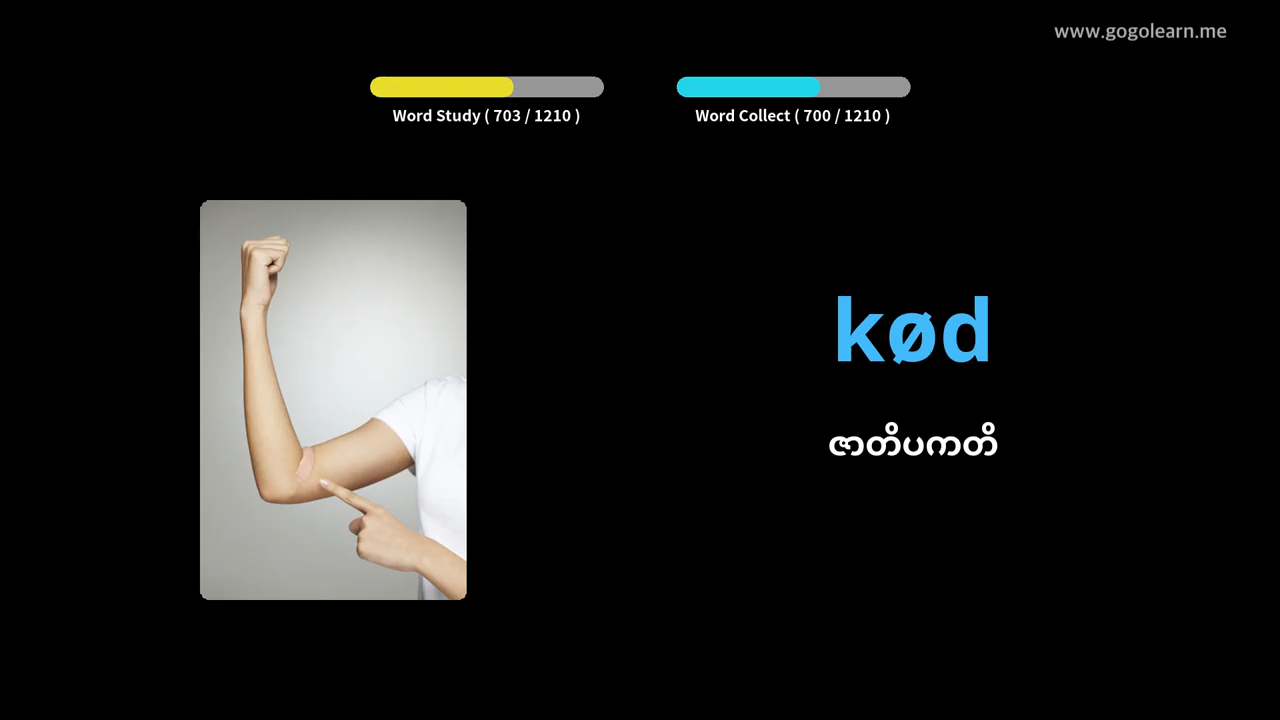 www.gogolearn.me
Word Study ( 703 / 1210 )
Word Collect ( 700 / 1210 )
kød
ဇာတိပကတိ